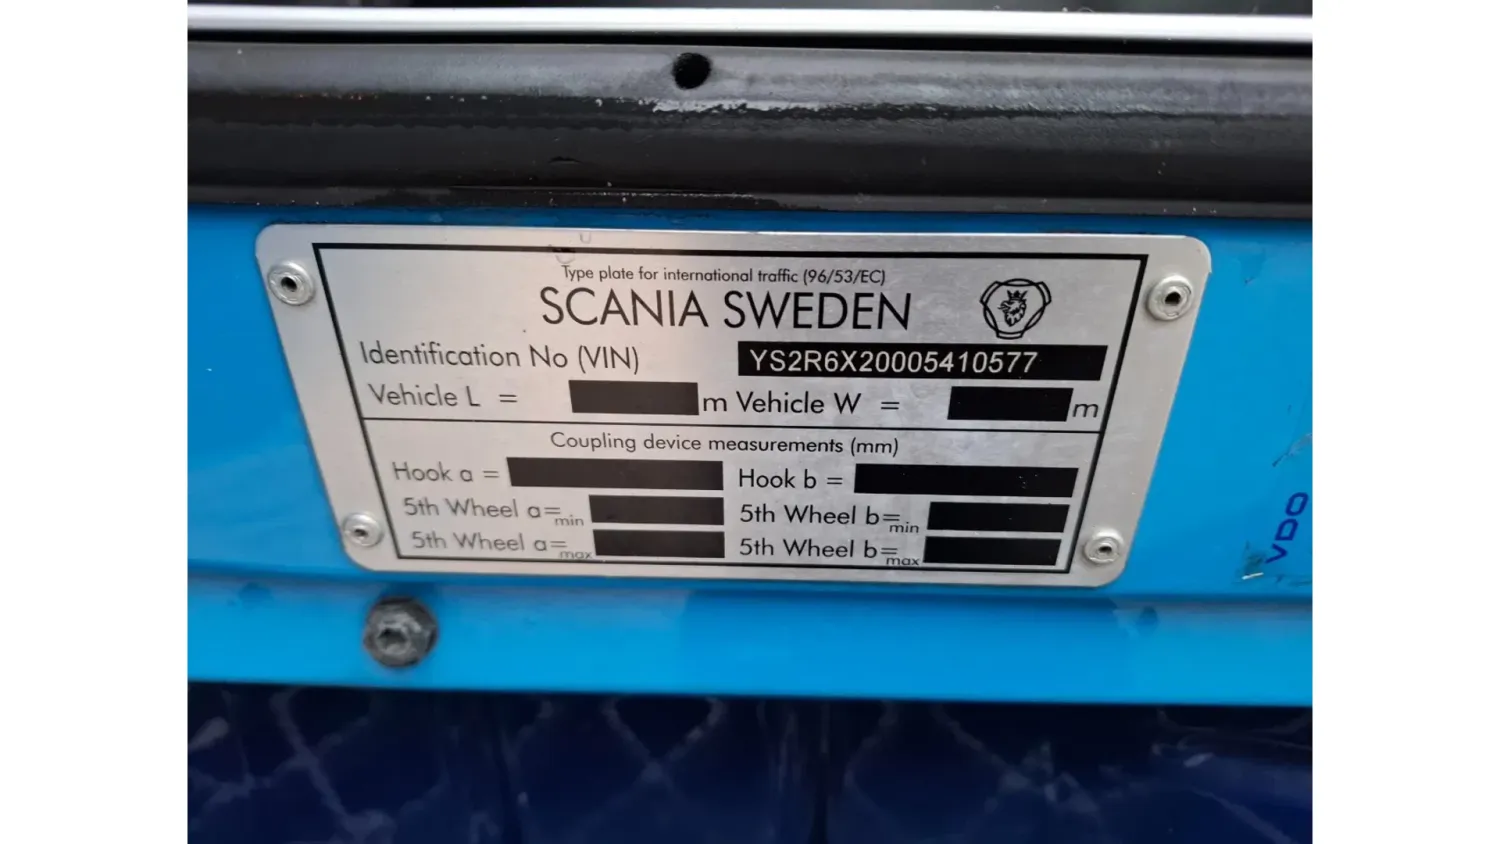 Type plate for international traffic (96/53/EC)
SCANIA SWEDEN
Identification No (VIN) YS2R6X20005410577
Vehicle L = m Vehicle W = m
Coupling device measurements (mm)
Hook a = Hook b =
5th Wheel a= min 5th Wheel b= min
5th Wheel a= max 5th Wheel b= max
VDO